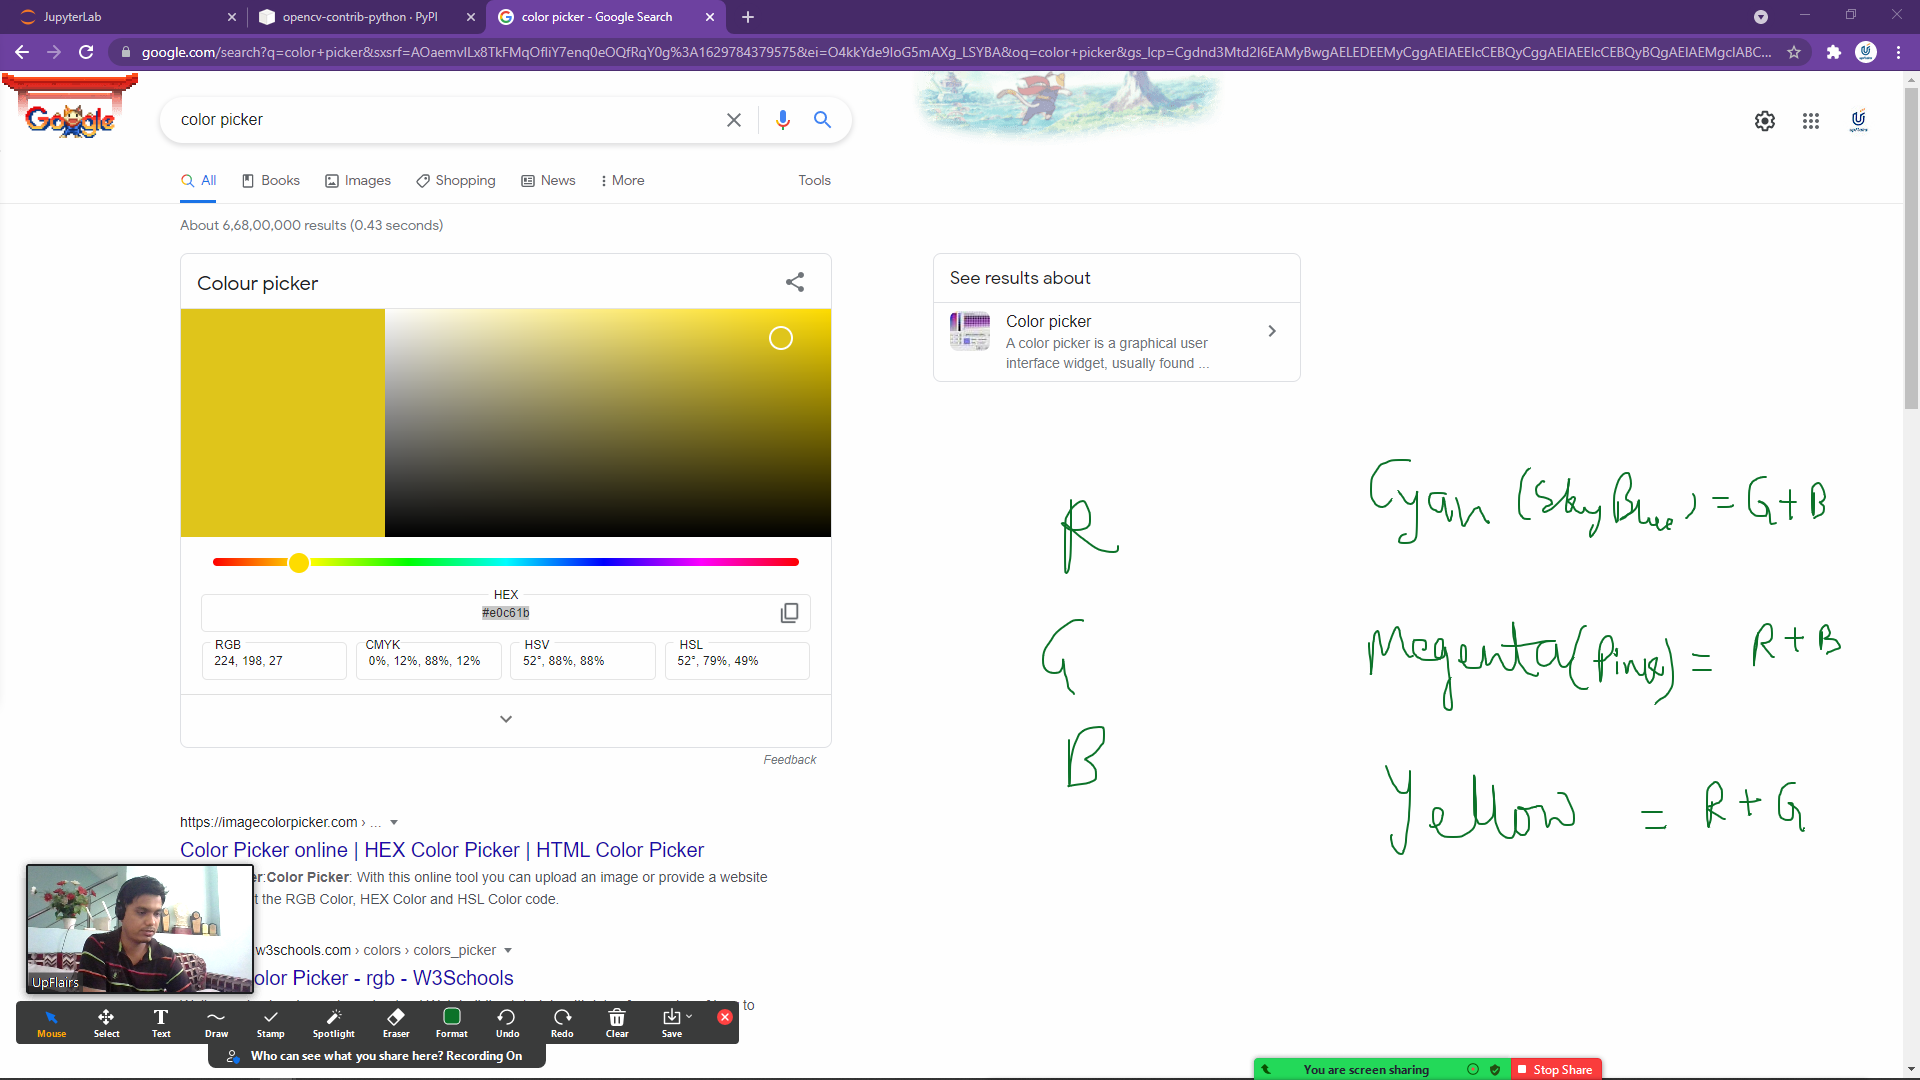 JupyterLab
opencv-contrib-python · PyPI
color picker - Google Search
google.com/search?q=color+picker&sxsrf=AOaemvILx8TkFMqOfliY7enq0eOQfRqY0g%3A1629784379575&ei=O4kkYde9IoG5mAXg_LSYBA&oq=color+picker&gs_lcp=Cgdnd3Mtd2l6EAMyBwgAELEDEEMyCggAEIAEEIcCEBQyCggAEIAEEIcCEBQyBQgAEIAEMgcIABC...
Google
color picker
upflairs
All
Books
Images
Shopping
News
More
Tools
About 6,68,00,000 results (0.43 seconds)
Colour picker
HEX
#e0c61b
RGB
224, 198, 27
CMYK
0%, 12%, 88%, 12%
HSV
52°, 88%, 88%
HSL
52°, 79%, 49%
Feedback
See results about
Color picker
A color picker is a graphical user
interface widget, usually found ...
R
G
B
Cyan (Sky Blue) = G+B
Megenta(Pink) = R+B
Yellow = R+G
https://imagecolorpicker.com › ...
Color Picker online | HEX Color Picker | HTML Color Picker
r:Color Picker: With this online tool you can upload an image or provide a website
t the RGB Color, HEX Color and HSL Color code.
w3schools.com › colors › colors_picker
olor Picker - rgb - W3Schools
to
UpFlairs
Mouse
Select
Text
Draw
Stamp
Spotlight
Eraser
Format
Undo
Redo
Clear
Save
Who can see what you share here? Recording On
You are screen sharing
Stop Share